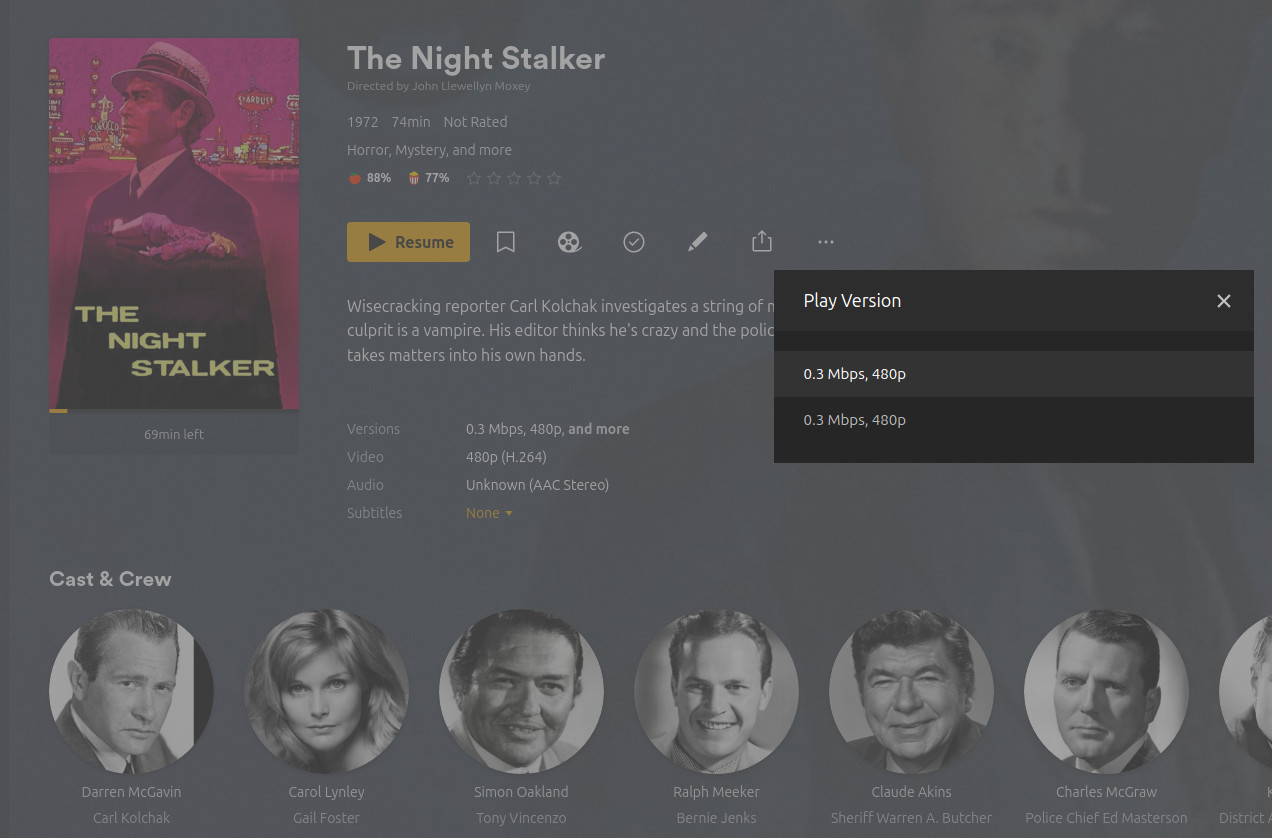 The Night Stalker
Directed by John Llewellyn Moxey
1972 74min Not Rated
Horror, Mystery, and more
88% 77%
Resume
Wisecracking reporter Carl Kolchak investigates a string of
culprit is a vampire. His editor thinks he's crazy and the
takes matters into his own hands.
STARDUST
THE
NIGHT
STALKER
69min left
Versions 0.3 Mbps, 480p, and more
Video 480p (H.264)
Audio Unknown (AAC Stereo)
Subtitles None
Play Version
0.3 Mbps, 480p
0.3 Mbps, 480p
Cast & Crew
Darren McGavin
Carl Kolchak
Carol Lynley
Gail Foster
Simon Oakland
Tony Vincenzo
Ralph Meeker
Bernie Jenks
Claude Akins
Sheriff Warren A. Butcher
Charles McGraw
Police Chief Ed Masterson
District